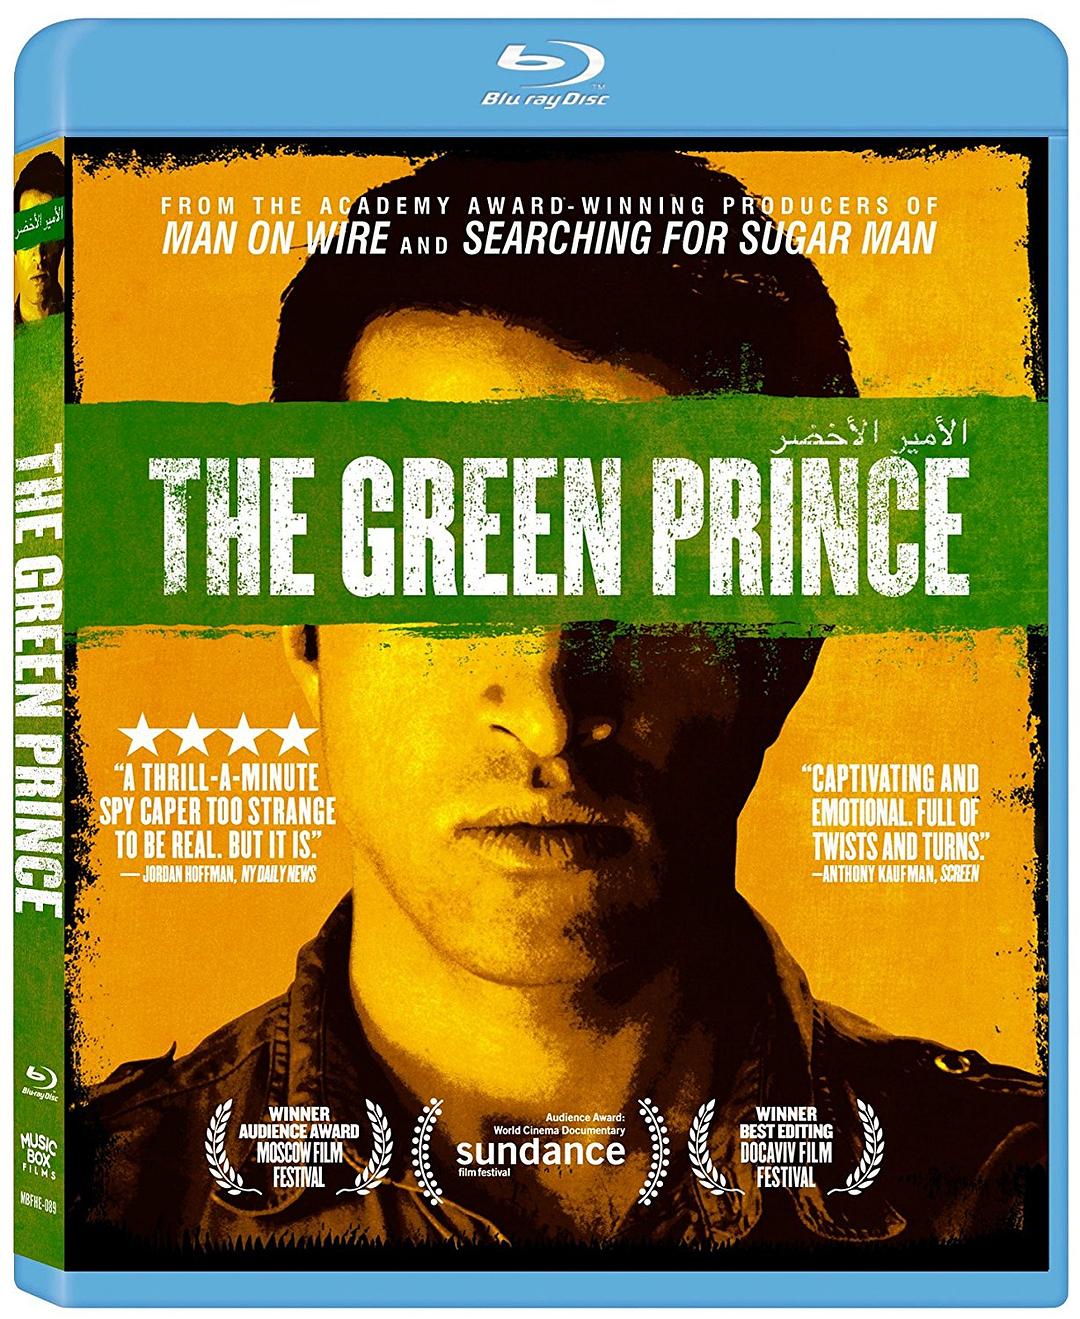 Blu ray Disc
TM
FROM THE ACADEMY AWARD-WINNING PRODUCERS OF
MAN ON WIRE AND SEARCHING FOR SUGAR MAN
الأمير الأخضر
THE GREEN PRINCE
"A THRILL-A-MINUTE
SPY CAPER TOO STRANGE
TO BE REAL. BUT IT IS."
— JORDAN HOFFMAN, NY DAILY NEWS
"CAPTIVATING AND
EMOTIONAL. FULL OF
TWISTS AND TURNS."
—ANTHONY KAUFMAN, SCREEN
WINNER
AUDIENCE AWARD
MOSCOW FILM
FESTIVAL
Audience Award:
World Cinema Documentary
sundance
film festival
WINNER
BEST EDITING
DOCAVIV FILM
FESTIVAL
الأمير الأخضر
THE GREEN PRINCE
Blu-ray Disc
MUSIC
BOX
FILMS
MBFHE-089